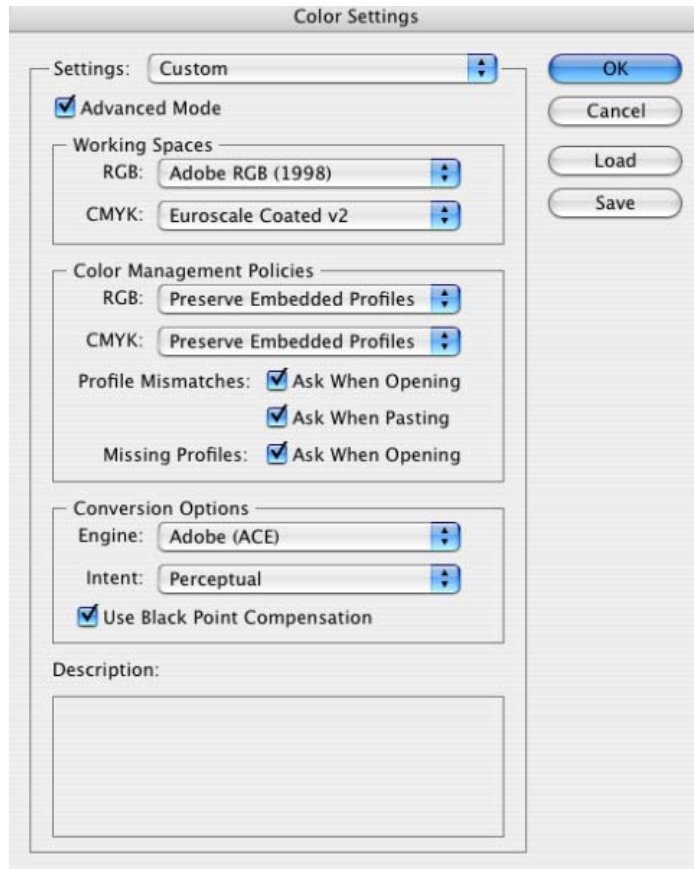 Color Settings
Settings: Custom
Advanced Mode
Working Spaces
RGB: Adobe RGB (1998)
CMYK: Euroscale Coated v2
Color Management Policies
RGB: Preserve Embedded Profiles
CMYK: Preserve Embedded Profiles
Profile Mismatches: Ask When Opening
Ask When Pasting
Missing Profiles: Ask When Opening
Conversion Options
Engine: Adobe (ACE)
Intent: Perceptual
Use Black Point Compensation
Description:
OK
Cancel
Load
Save